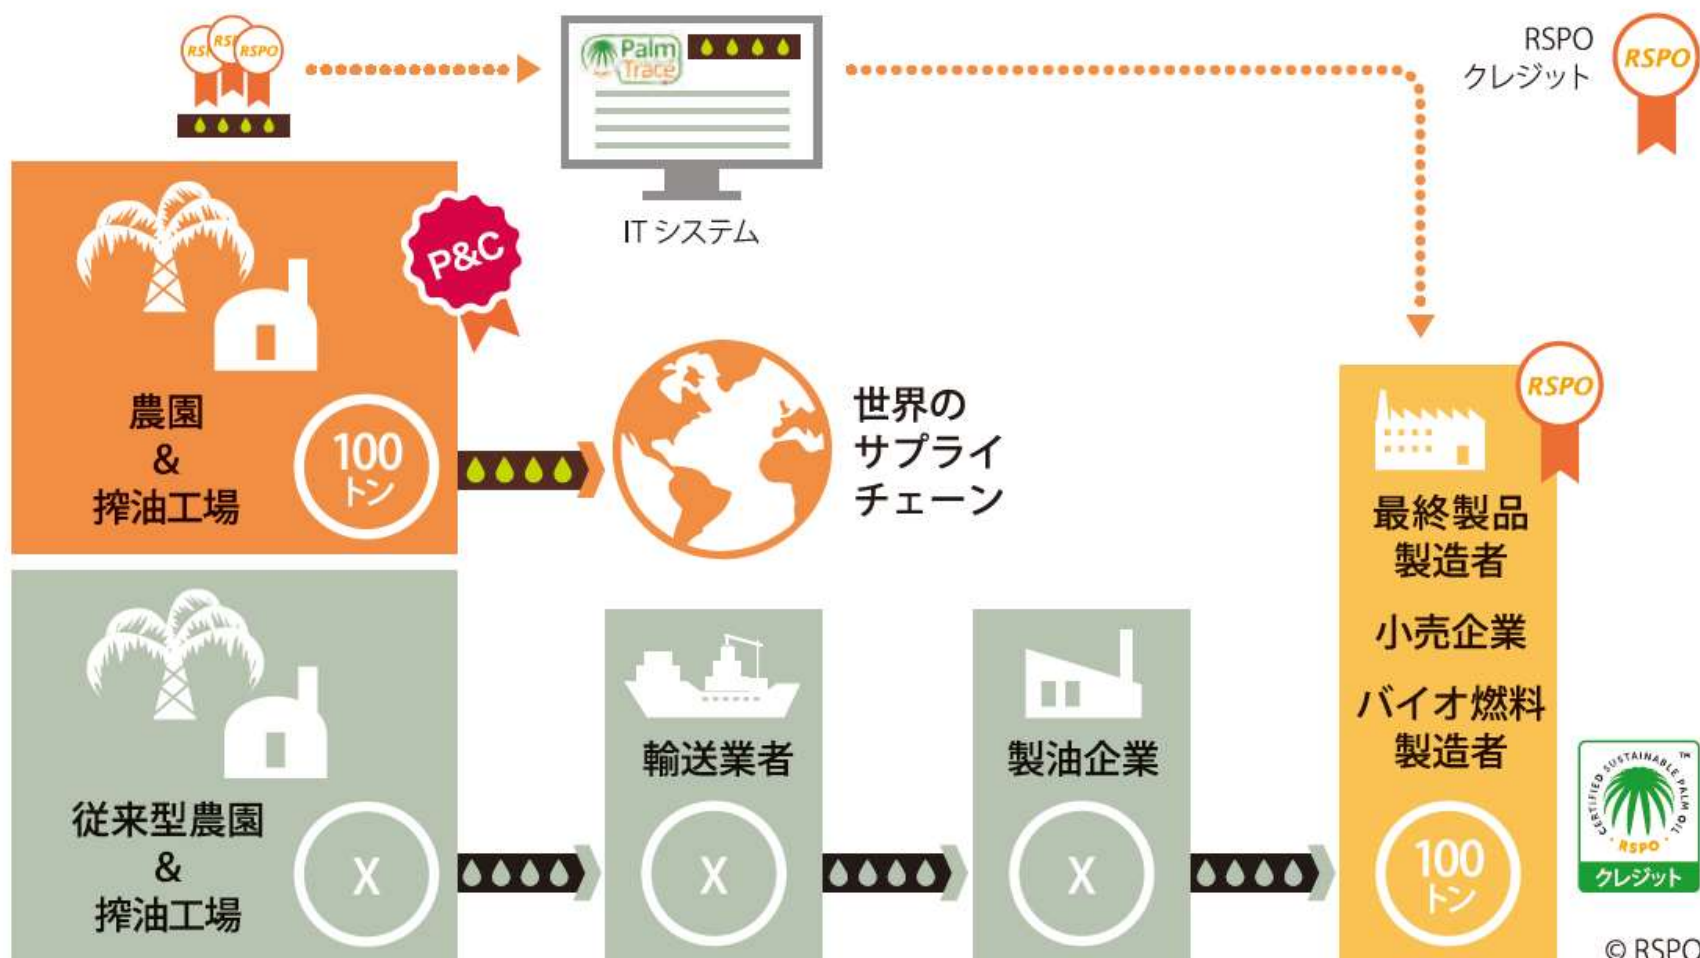 RSPO
RSPO
RSPO
Palm
Trace
IT システム
RSPO
クレジット
RSPO
P&C
農園
&
搾油工場
100
トン
世界の
サプライ
チェーン
RSPO
最終製品
製造者
小売企業
バイオ燃料
製造者
100
トン
従来型農園
&
搾油工場
X
輸送業者
X
製油企業
X
CERTIFIED SUSTAINABLE PALM OIL ™
RSPO
クレジット
© RSPO